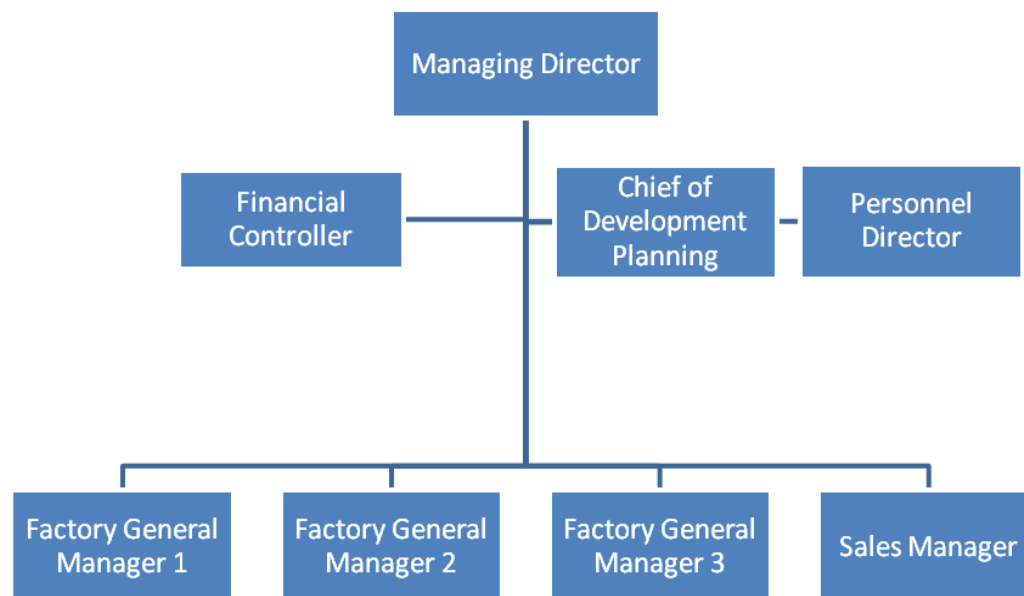 Managing Director
Financial
Controller
Chief of
Development
Planning
Personnel
Director
Factory General
Manager 1
Factory General
Manager 2
Factory General
Manager 3
Sales Manager